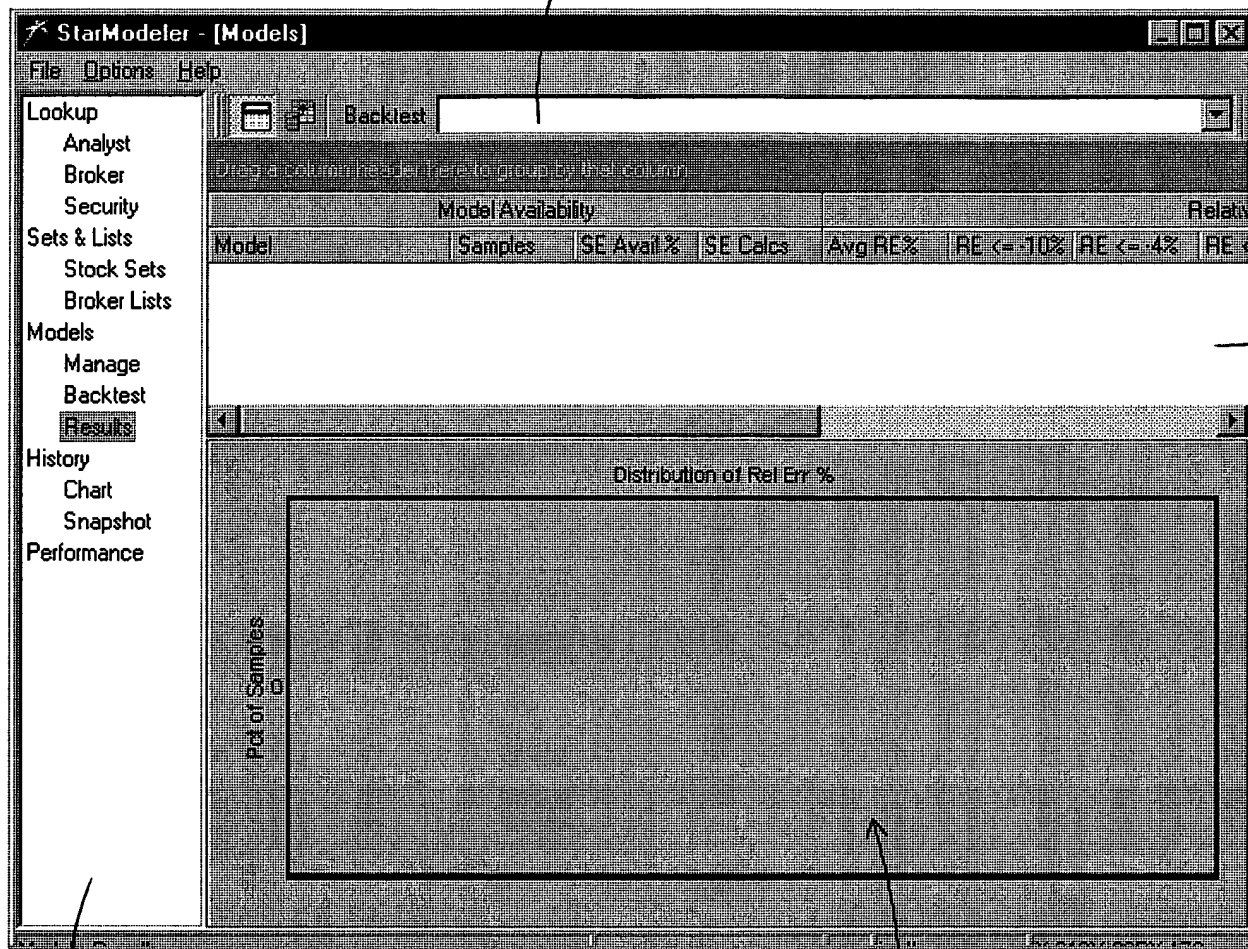 StarModeler - [Models]
File Options Help
Lookup
Analyst
Broker
Security
Sets & Lists
Stock Sets
Broker Lists
Models
Manage
Backtest
Results
History
Chart
Snapshot
Performance
Backtest
Drag a column header here to group by that column
Model Availability Relativ
Model Samples SE Avail % SE Calcs Avg RE% RE <= -10% RE <= -4% RE <
Distribution of Rel Err %
Pct of Samples
0